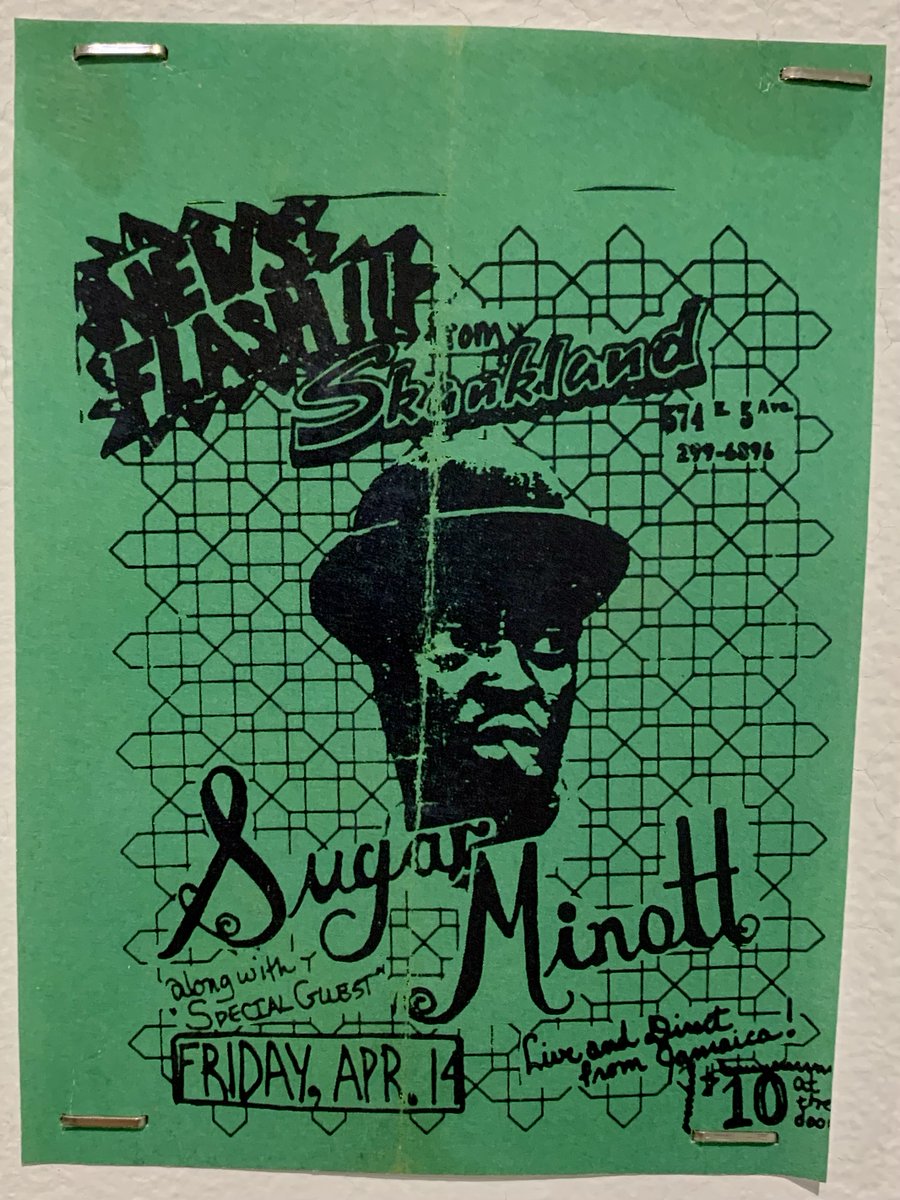 NEWS
FLASH!!!
from
Skankland
574 E 5 Ave.
299-6896
Sugar
Minott
along with
"SPECIAL GUEST"
FRIDAY, APR. 14
Live and Direct
from Jamaica!
$10 at
the
doo